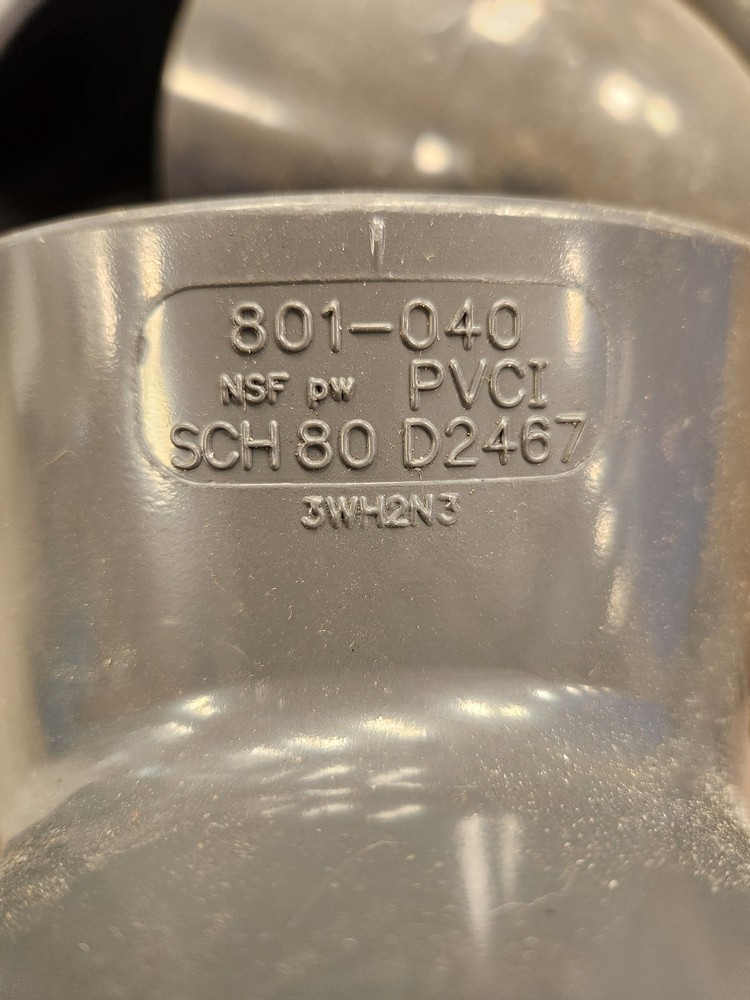 801-040
NSF pw PVCI
SCH 80 D2467
3WH2N3